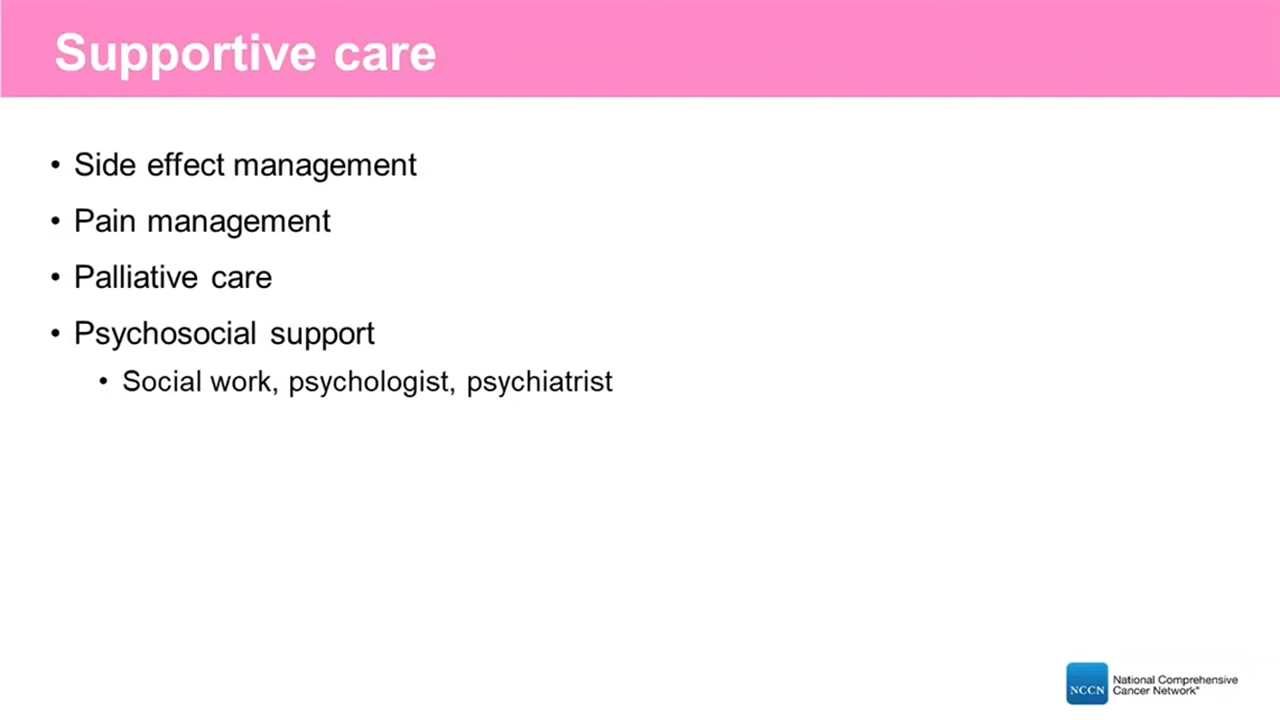 Supportive care
• Side effect management
• Pain management
• Palliative care
• Psychosocial support
• Social work, psychologist, psychiatrist
NCCN
National Comprehensive
Cancer Network®